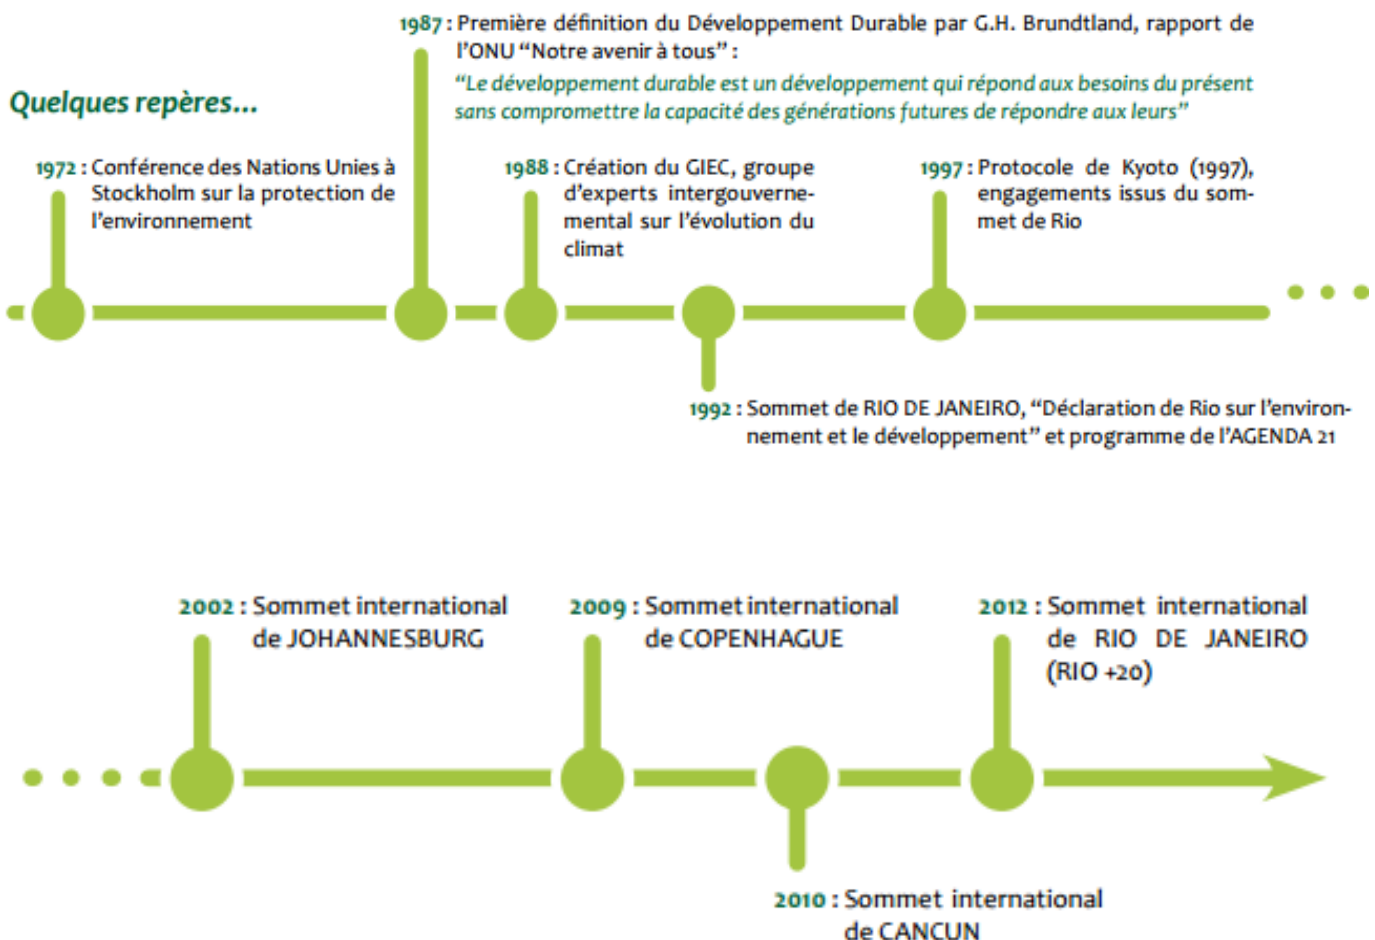 1987 : Première définition du Développement Durable par G.H. Brundtland, rapport de
l'ONU “Notre avenir à tous” :
“Le développement durable est un développement qui répond aux besoins du présent
sans compromettre la capacité des générations futures de répondre aux leurs”
Quelques repères...
1972 : Conférence des Nations Unies à
Stockholm sur la protection de
l'environnement
1988 : Création du GIEC, groupe
d'experts intergouverne-
mental sur l'évolution du
climat
1997 : Protocole de Kyoto (1997),
engagements issus du som-
met de Rio
1992 : Sommet de RIO DE JANEIRO, “Déclaration de Rio sur l'environ-
nement et le développement” et programme de l'AGENDA 21
2002 : Sommet international
de JOHANNESBURG
2009 : Sommet international
de COPENHAGUE
2012 : Sommet international
de RIO DE JANEIRO
(RIO +20)
2010 : Sommet international
de CANCUN